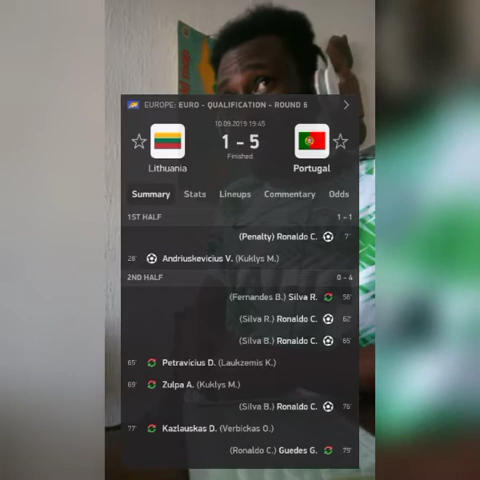 EUROPE: EURO - QUALIFICATION - ROUND 6
10.09.2019 19:45
1 - 5
Finished
Lithuania
Portugal
Summary Stats Lineups Commentary Odds
1ST HALF 1 - 1
(Penalty) Ronaldo C. 7'
28' Andriuskevicius V. (Kuklys M.)
2ND HALF 0 - 4
(Fernandes B.) Silva R. 56'
(Silva R.) Ronaldo C. 62'
(Silva B.) Ronaldo C. 65'
65' Petravicius D. (Laukzemis K.)
69' Zulpa A. (Kuklys M.)
(Silva B.) Ronaldo C. 76'
77' Kazlauskas D. (Verbickas O.)
(Ronaldo C.) Guedes G. 79'